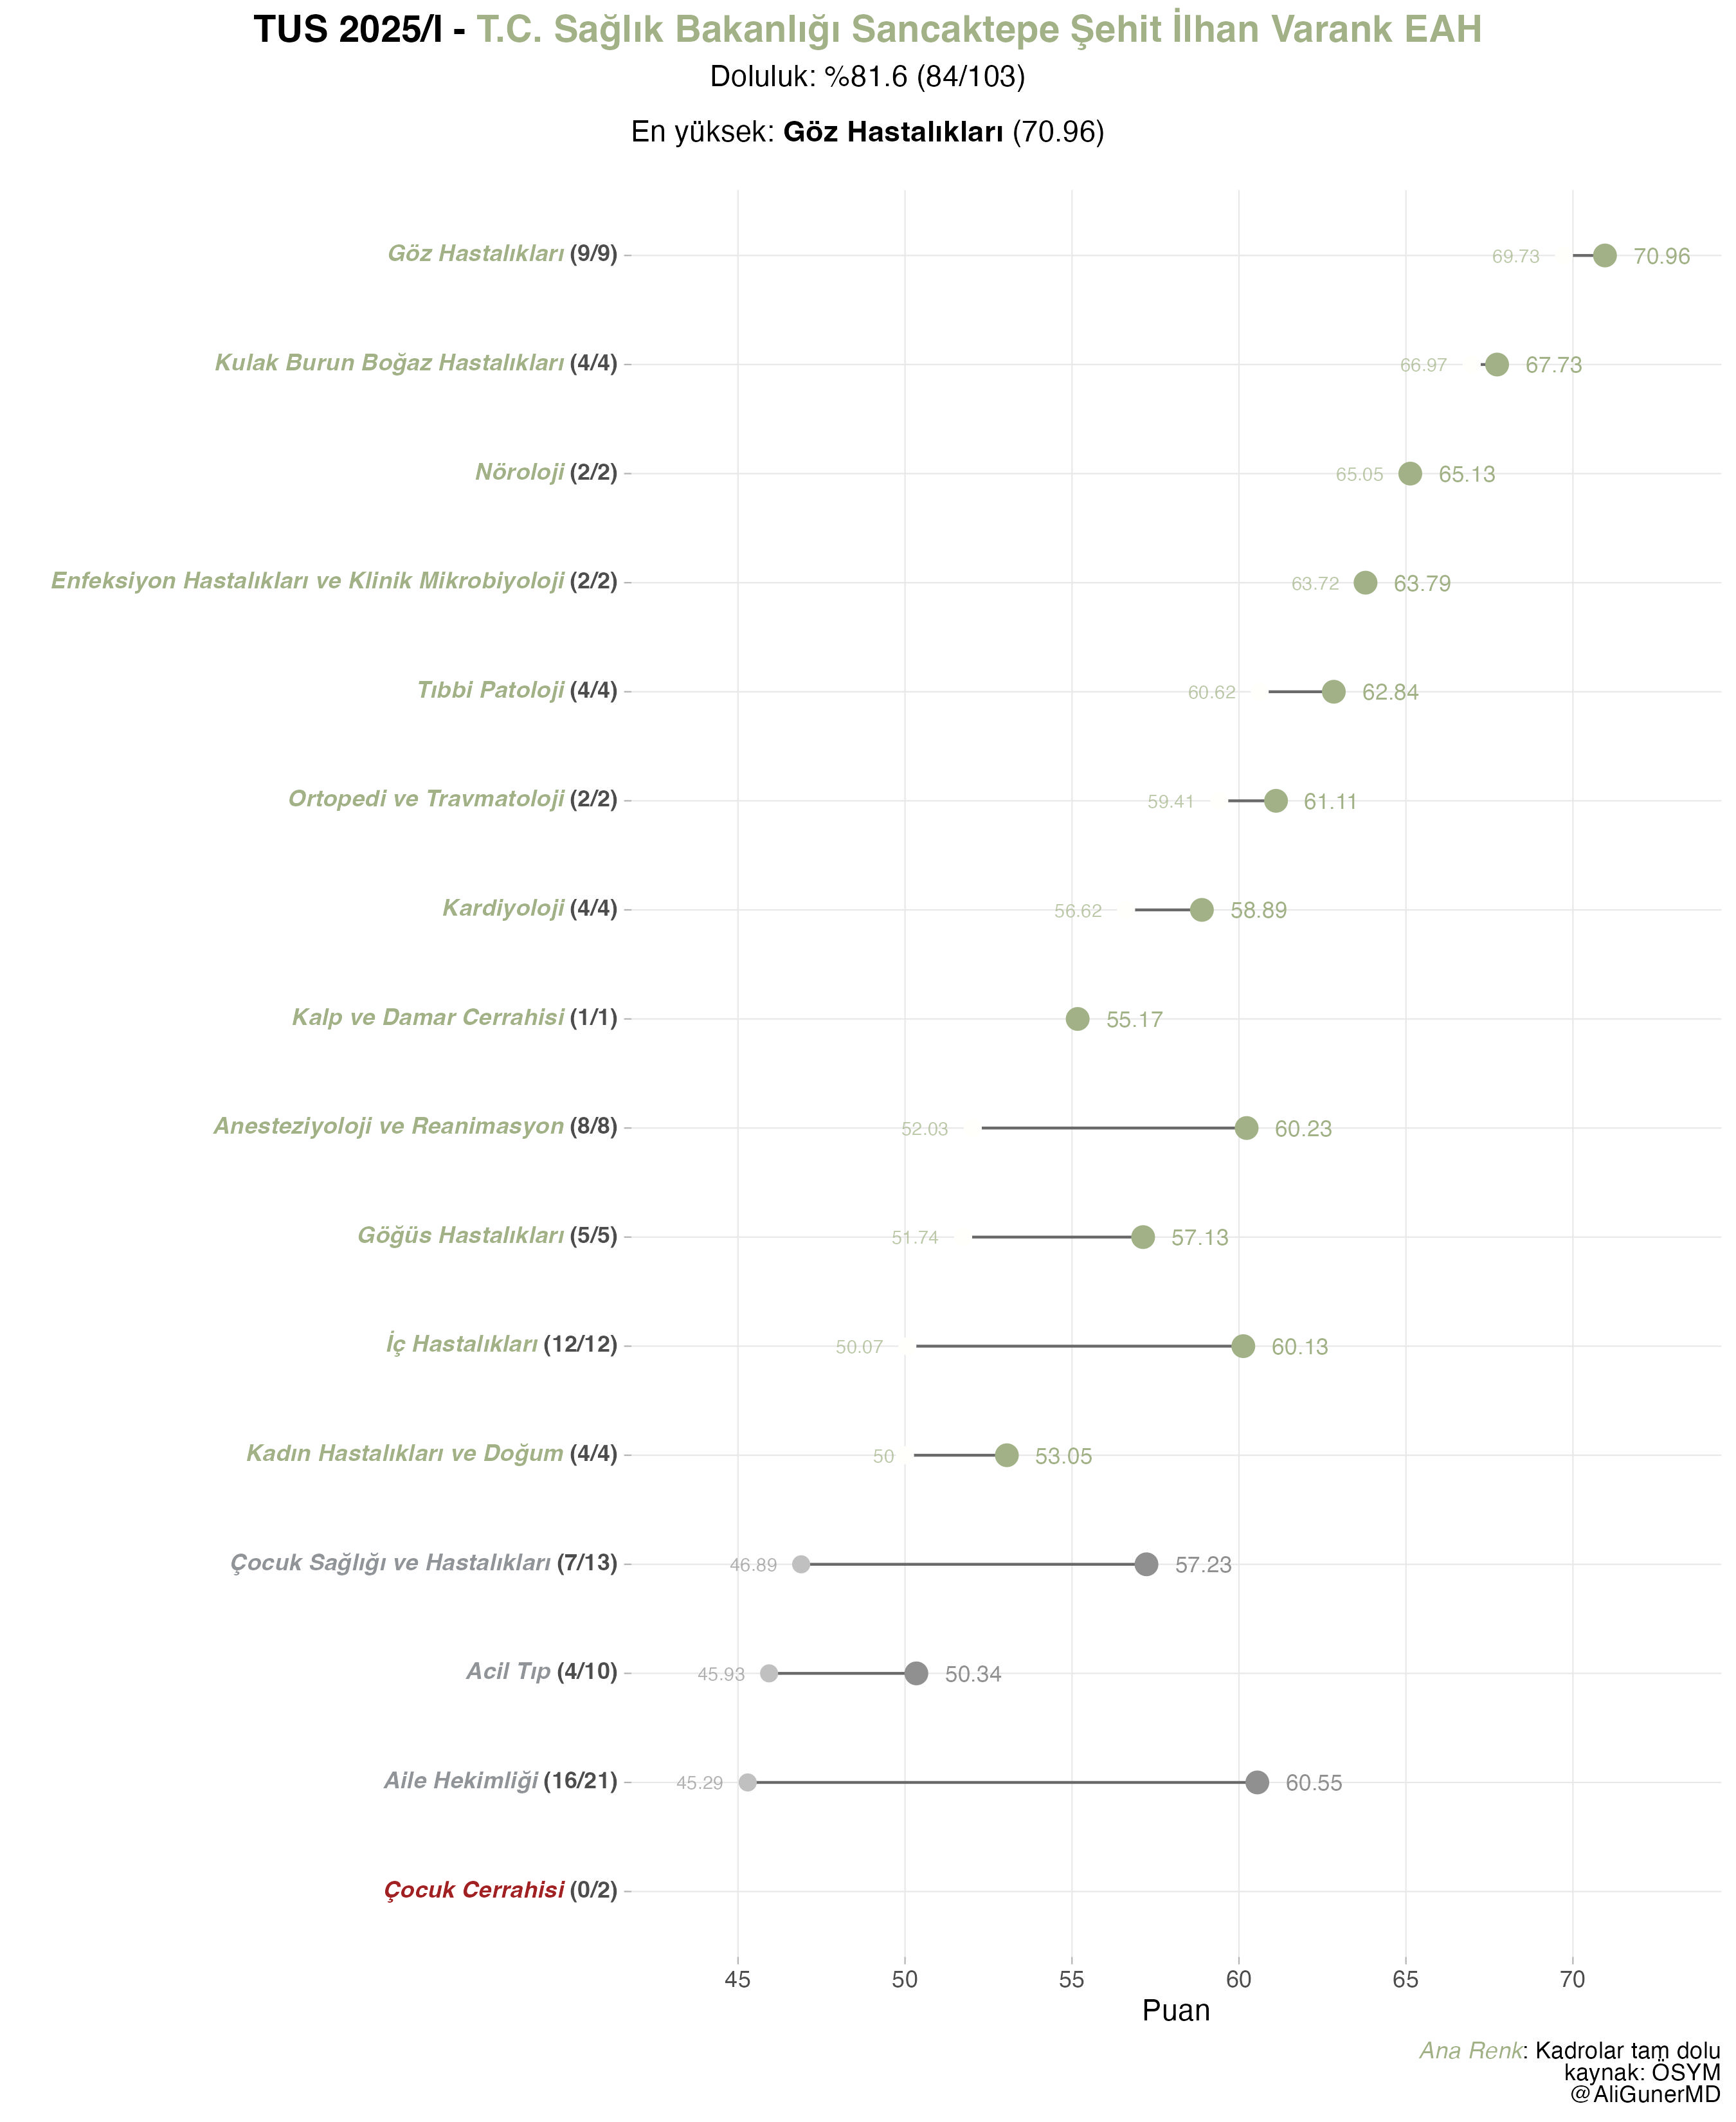 TUS 2025/I - T.C. Sağlık Bakanlığı Sancaktepe Şehit İlhan Varank EAH
Doluluk: %81.6 (84/103)
En yüksek: Göz Hastalıkları (70.96)
Göz Hastalıkları (9/9) 69.73 70.96
Kulak Burun Boğaz Hastalıkları (4/4) 66.97 67.73
Nöroloji (2/2) 65.05 65.13
Enfeksiyon Hastalıkları ve Klinik Mikrobiyoloji (2/2) 63.72 63.79
Tıbbi Patoloji (4/4) 60.62 62.84
Ortopedi ve Travmatoloji (2/2) 59.41 61.11
Kardiyoloji (4/4) 56.62 58.89
Kalp ve Damar Cerrahisi (1/1) 55.17
Anesteziyoloji ve Reanimasyon (8/8) 52.03 60.23
Göğüs Hastalıkları (5/5) 51.74 57.13
İç Hastalıkları (12/12) 50.07 60.13
Kadın Hastalıkları ve Doğum (4/4) 50 53.05
Çocuk Sağlığı ve Hastalıkları (7/13) 46.89 57.23
Acil Tıp (4/10) 45.93 50.34
Aile Hekimliği (16/21) 45.29 60.55
Çocuk Cerrahisi (0/2)
45 50 55 60 65 70
Puan
Ana Renk: Kadrolar tam dolu
kaynak: ÖSYM
@AliGunerMD